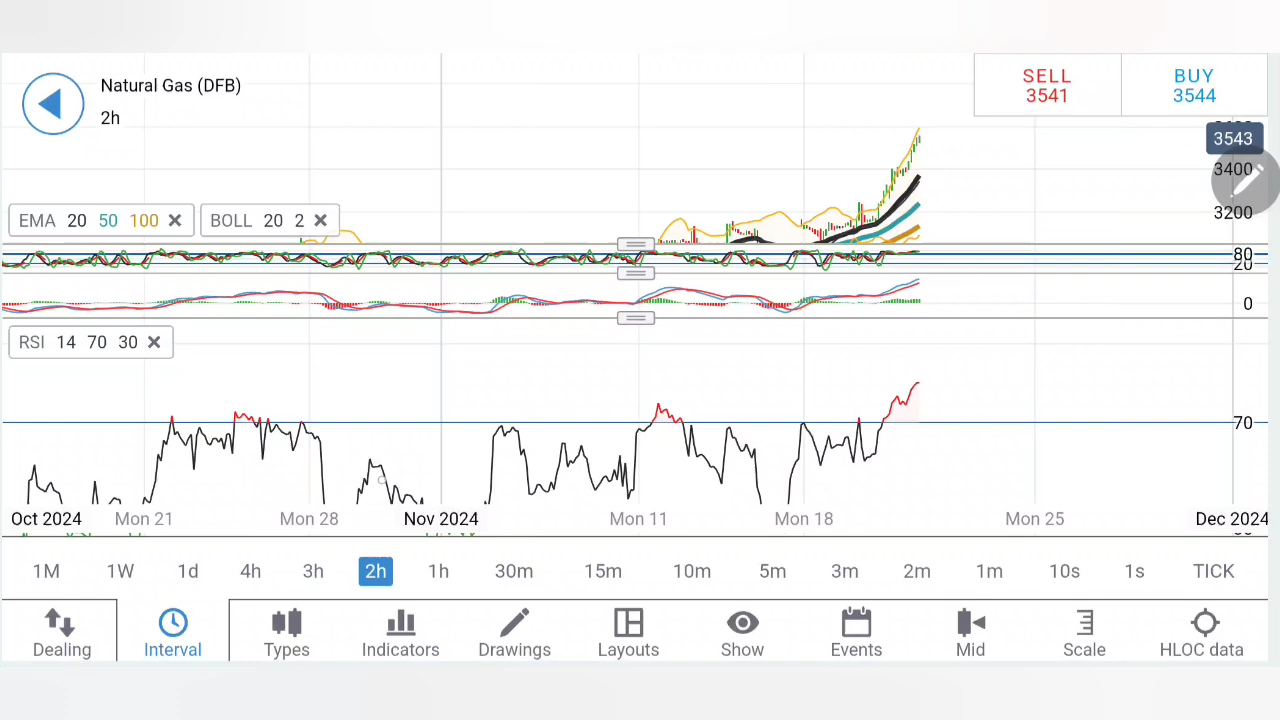 Natural Gas (DFB)
2h
SELL
3541
BUY
3544
3543
3400
3200
EMA 20 50 100
BOLL 20 2
80
20
0
RSI 14 70 30
70
Oct 2024 Mon 21 Mon 28 Nov 2024 Mon 11 Mon 18 Mon 25 Dec 2024
1M 1W 1d 4h 3h 2h 1h 30m 15m 10m 5m 3m 2m 1m 10s 1s TICK
Dealing Interval Types Indicators Drawings Layouts Show Events Mid Scale HLOC data